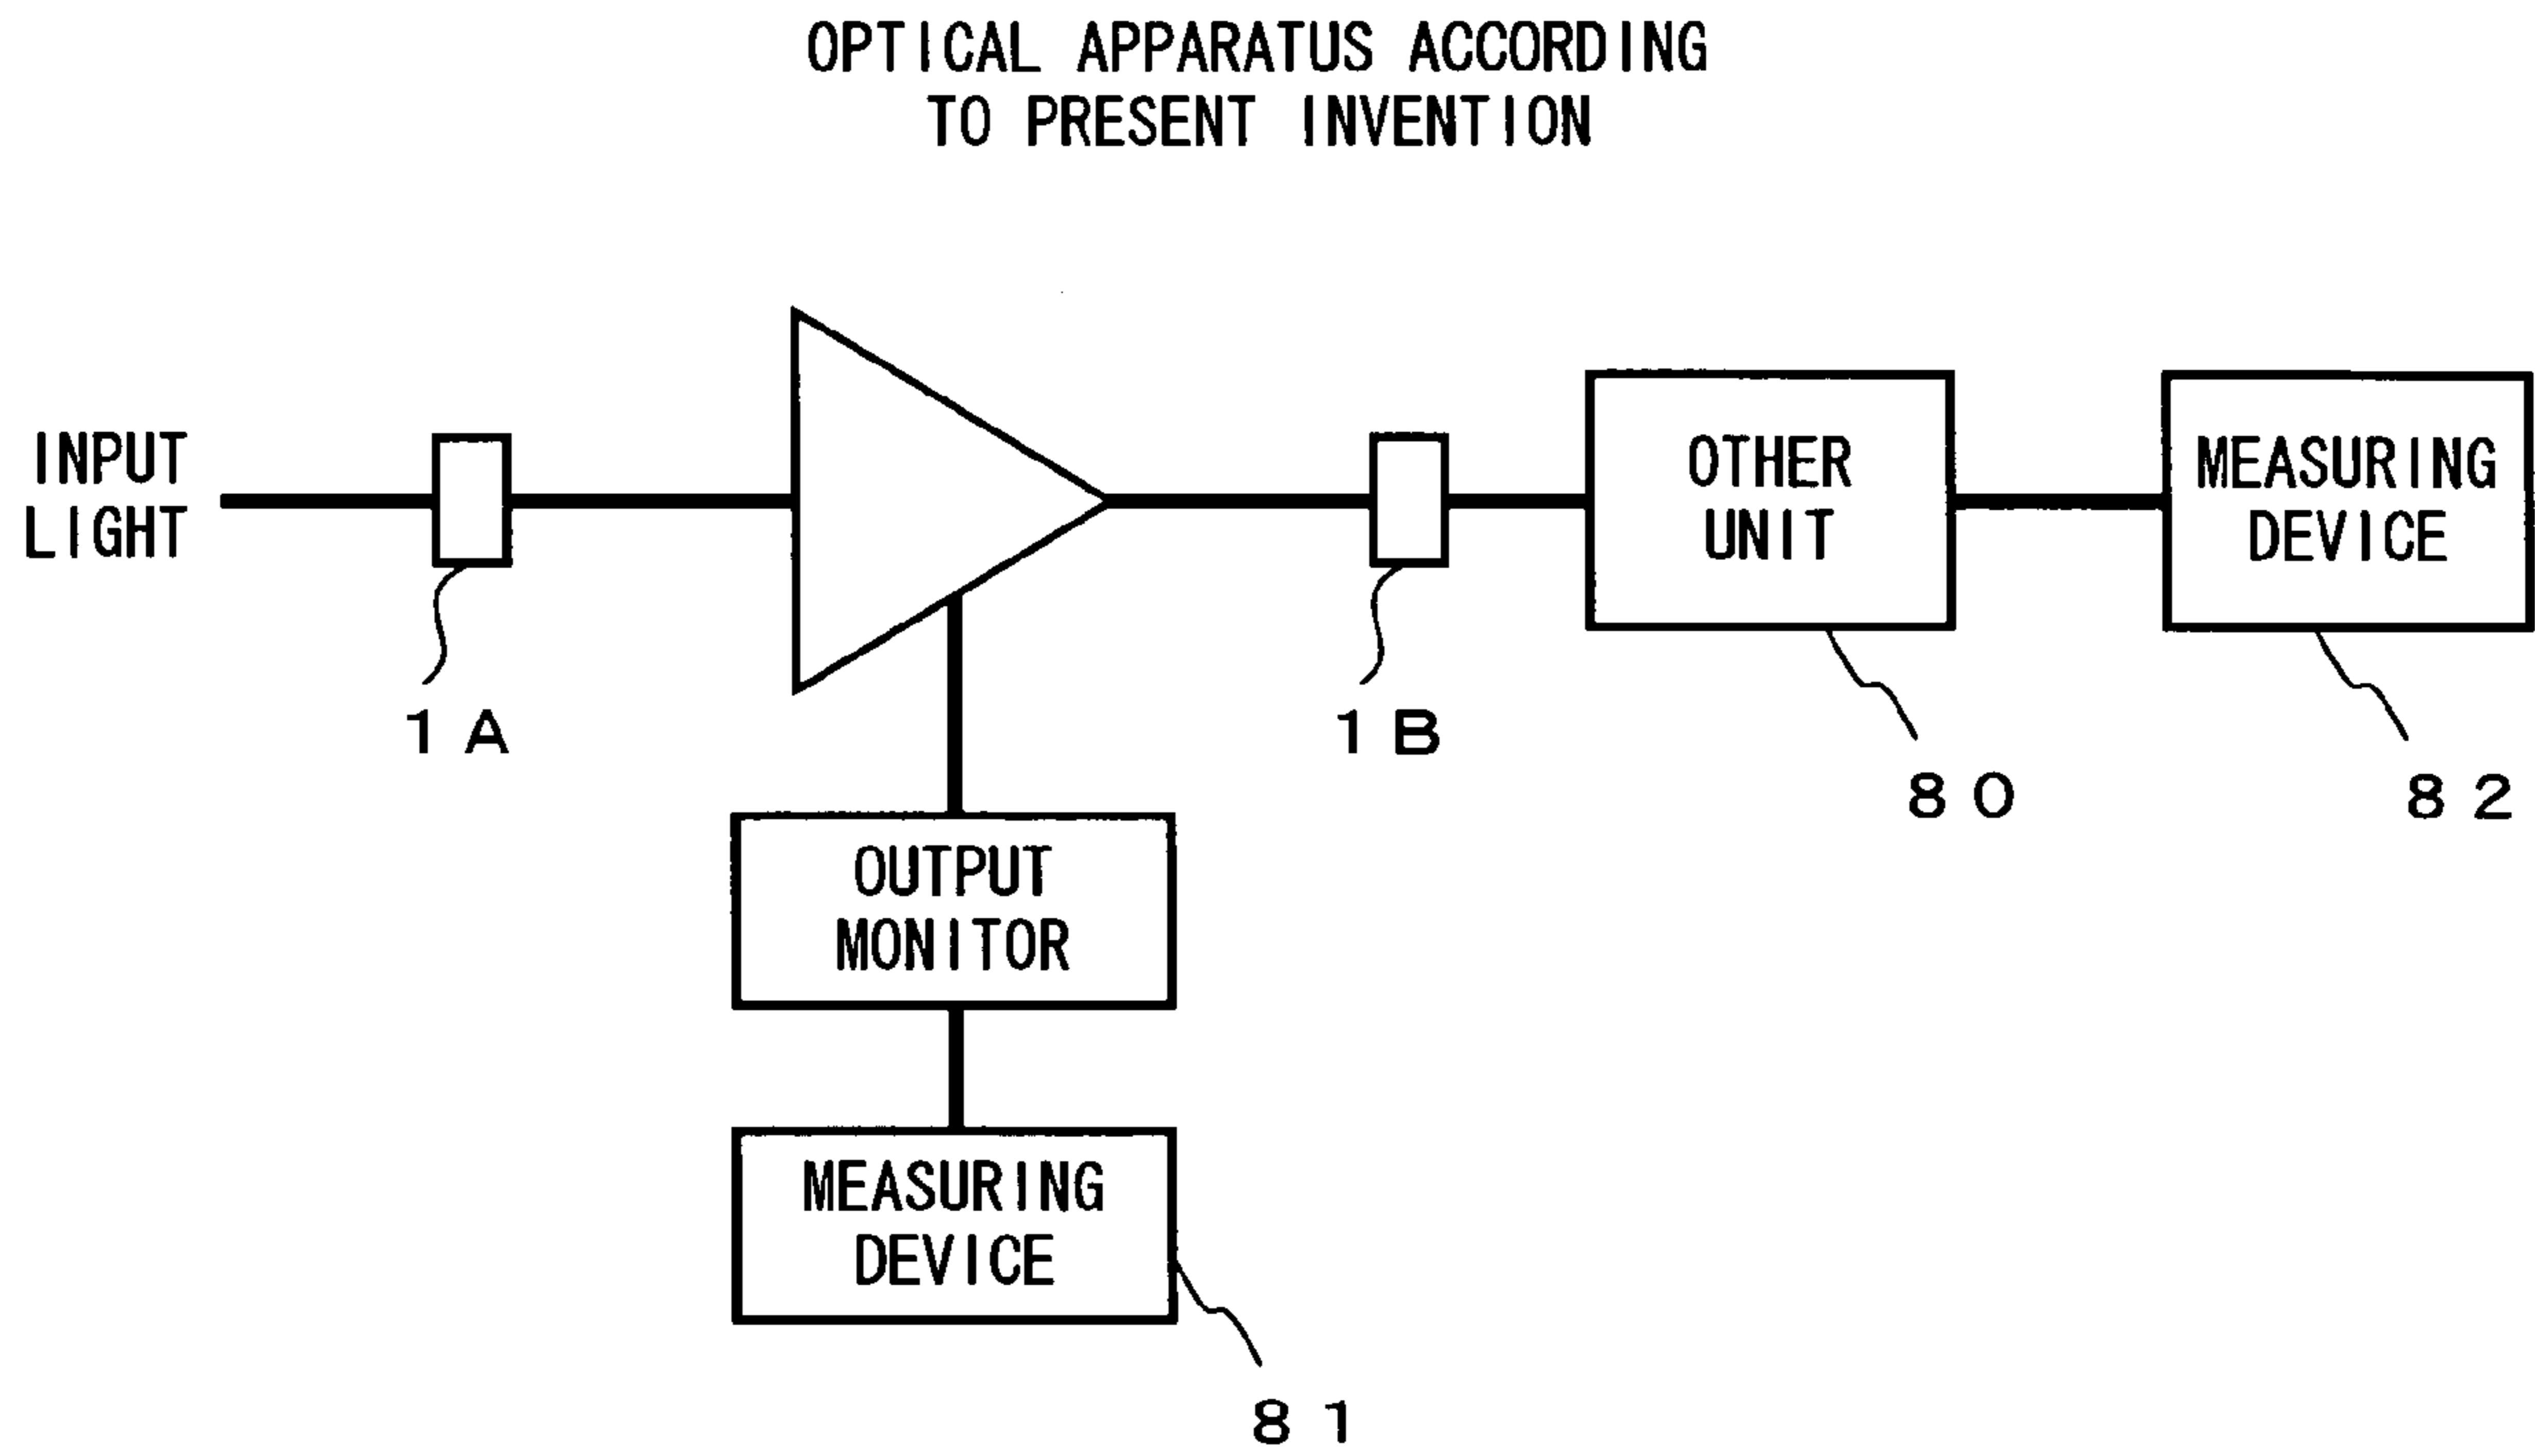 OPTICAL APPARATUS ACCORDING
TO PRESENT INVENTION
INPUT
LIGHT
1A
1B
OTHER
UNIT
80
MEASURING
DEVICE
82
OUTPUT
MONITOR
MEASURING
DEVICE
81